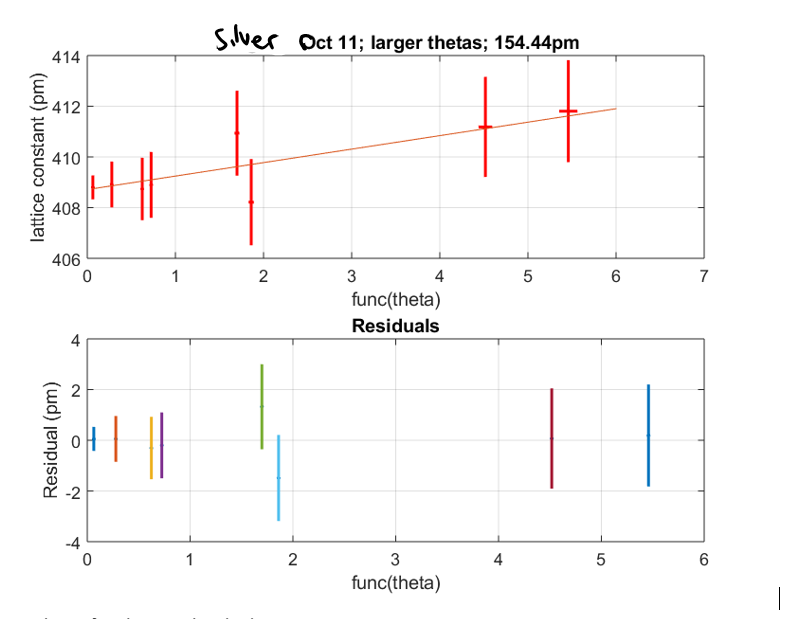 Silver Oct 11; larger thetas; 154.44pm
414
412
410
408
406
lattice constant (pm)
0 1 2 3 4 5 6 7
func(theta)
Residuals
4
2
0
-2
-4
Residual (pm)
0 1 2 3 4 5 6
func(theta)